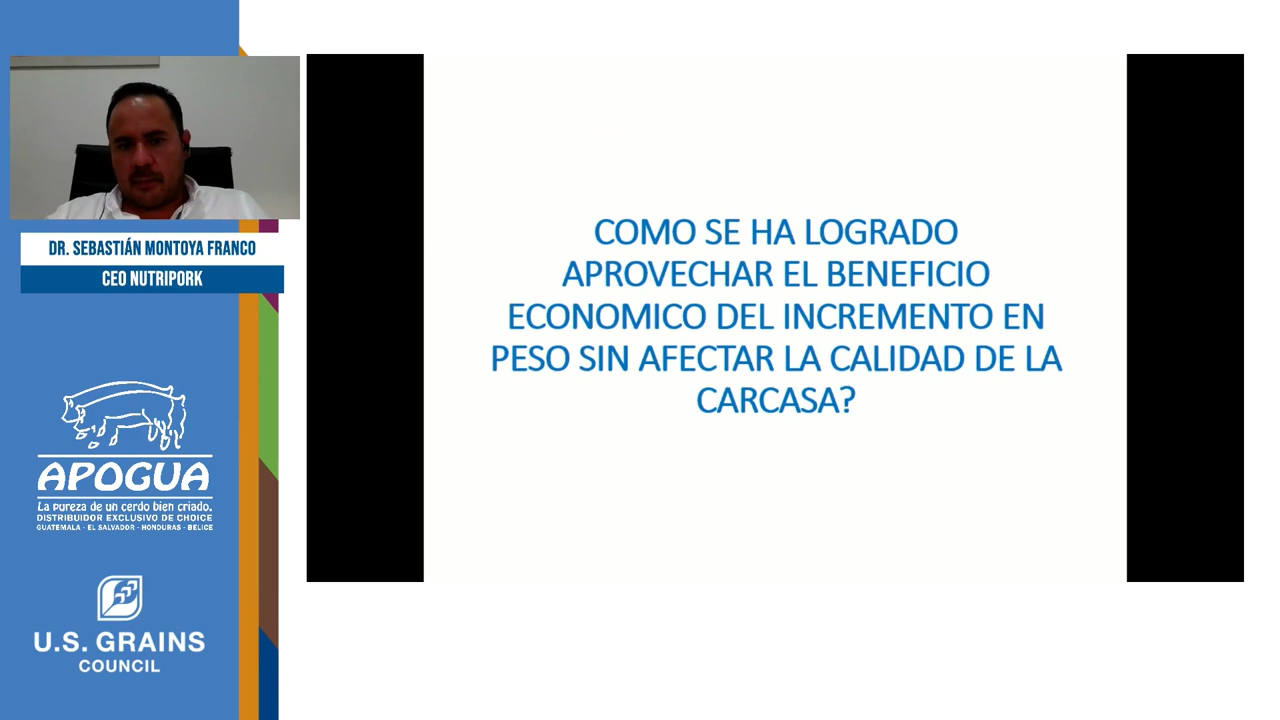 DR. SEBASTIÁN MONTOYA FRANCO
CEO NUTRIPORK
APOGUA
La pureza de un cerdo bien criado.
DISTRIBUIDOR EXCLUSIVO DE CHOICE
GUATEMALA - EL SALVADOR - HONDURAS - BELICE
U.S. GRAINS
COUNCIL
COMO SE HA LOGRADO
APROVECHAR EL BENEFICIO
ECONOMICO DEL INCREMENTO EN
PESO SIN AFECTAR LA CALIDAD DE LA
CARCASA?